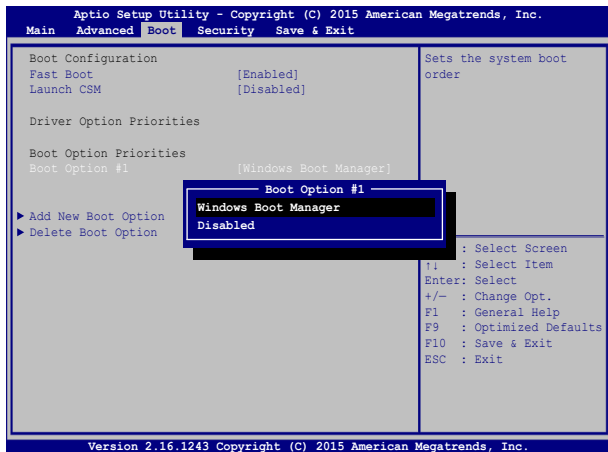 Aptio Setup Utility - Copyright (C) 2015 American Megatrends, Inc.
Main Advanced Boot Security Save & Exit
Boot Configuration
Fast Boot [Enabled]
Launch CSM [Disabled]
Driver Option Priorities
Boot Option Priorities
Boot Option #1 [Windows Boot Manager]
Add New Boot Option
Delete Boot Option
Boot Option #1
Windows Boot Manager
Disabled
Sets the system boot
order
: Select Screen
↑↓ : Select Item
Enter: Select
+/— : Change Opt.
F1 : General Help
F9 : Optimized Defaults
F10 : Save & Exit
ESC : Exit
Version 2.16.1243 Copyright (C) 2015 American Megatrends, Inc.